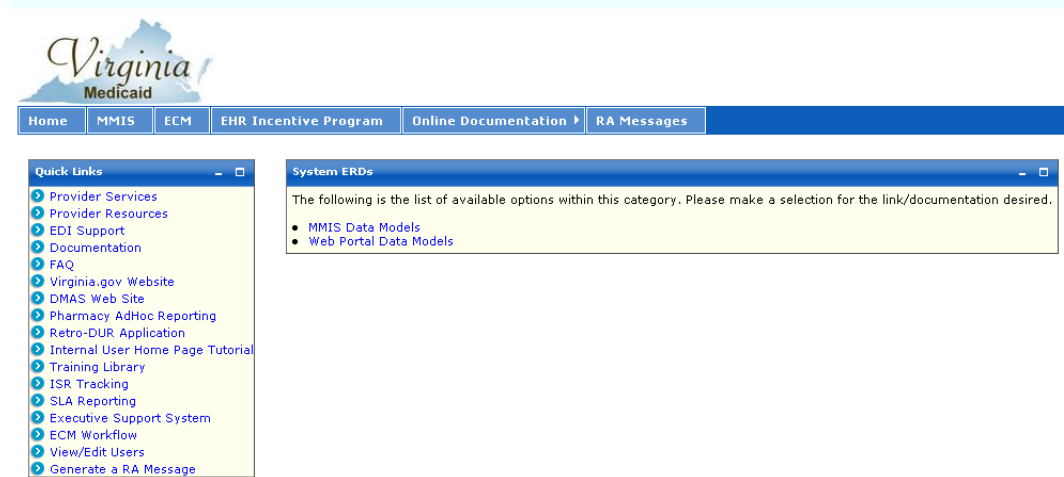 Virginia
Medicaid
Home MMIS ECM EHR Incentive Program Online Documentation RA Messages
Quick Links
Provider Services
Provider Resources
EDI Support
Documentation
FAQ
Virginia.gov Website
DMAS Web Site
Pharmacy AdHoc Reporting
Retro-DUR Application
Internal User Home Page Tutorial
Training Library
ISR Tracking
SLA Reporting
Executive Support System
ECM Workflow
View/Edit Users
Generate a RA Message
System ERDs
The following is the list of available options within this category. Please make a selection for the link/documentation desired.
MMIS Data Models
Web Portal Data Models